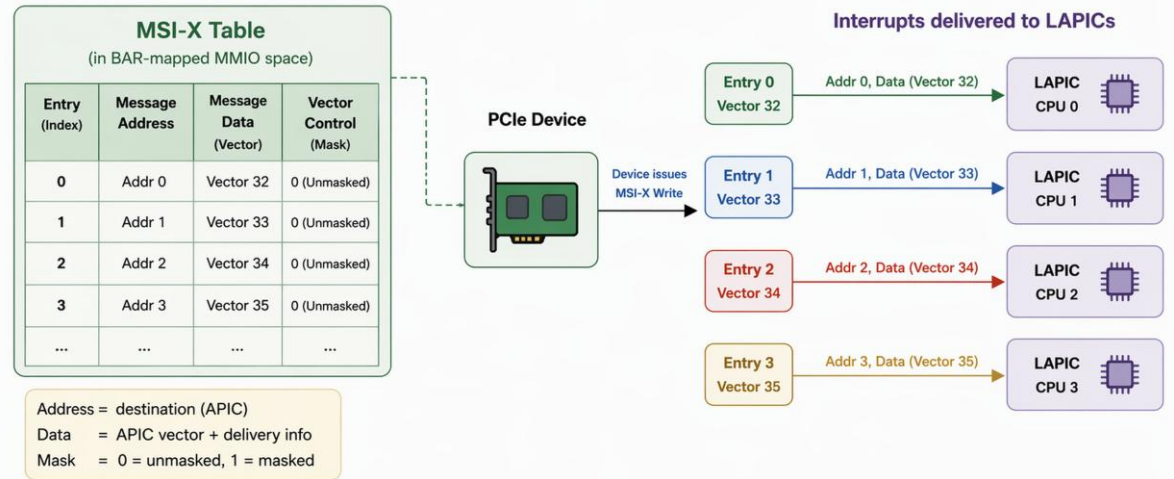 MSI-X Table
(in BAR-mapped MMIO space)
Entry (Index) Message Address Message Data (Vector) Vector Control (Mask)
0 Addr 0 Vector 32 0 (Unmasked)
1 Addr 1 Vector 33 0 (Unmasked)
2 Addr 2 Vector 34 0 (Unmasked)
3 Addr 3 Vector 35 0 (Unmasked)
... ... ... ...
Address = destination (APIC)
Data = APIC vector + delivery info
Mask = 0 = unmasked, 1 = masked
PCIe Device
Device issues
MSI-X Write
Interrupts delivered to LAPICs
Entry 0
Vector 32
Addr 0, Data (Vector 32)
LAPIC
CPU 0
Entry 1
Vector 33
Addr 1, Data (Vector 33)
LAPIC
CPU 1
Entry 2
Vector 34
Addr 2, Data (Vector 34)
LAPIC
CPU 2
Entry 3
Vector 35
Addr 3, Data (Vector 35)
LAPIC
CPU 3